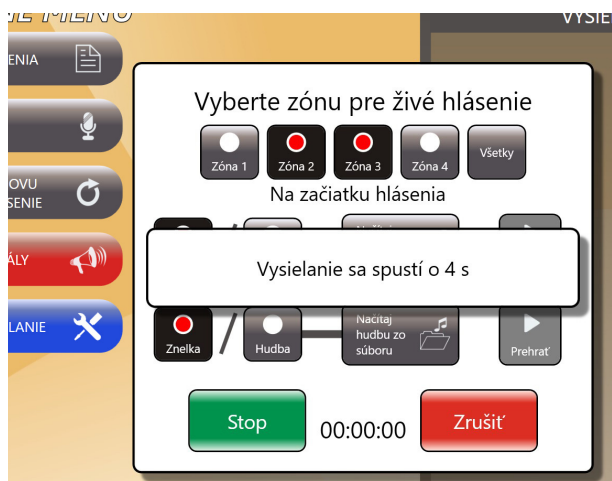 VYSIE
ENIA
Vyberte zónu pre živé hlásenie
Zóna 1
Zóna 2
Zóna 3
Zóna 4
Všetky
OVU
SENIE
Na začiatku hlásenia
ÁLY
Vysielanie sa spustí o 4 s
LANIE
Znelka
Hudba
Načítaj
hudbu zo
súboru
Prehrať
Stop
00:00:00
Zrušiť